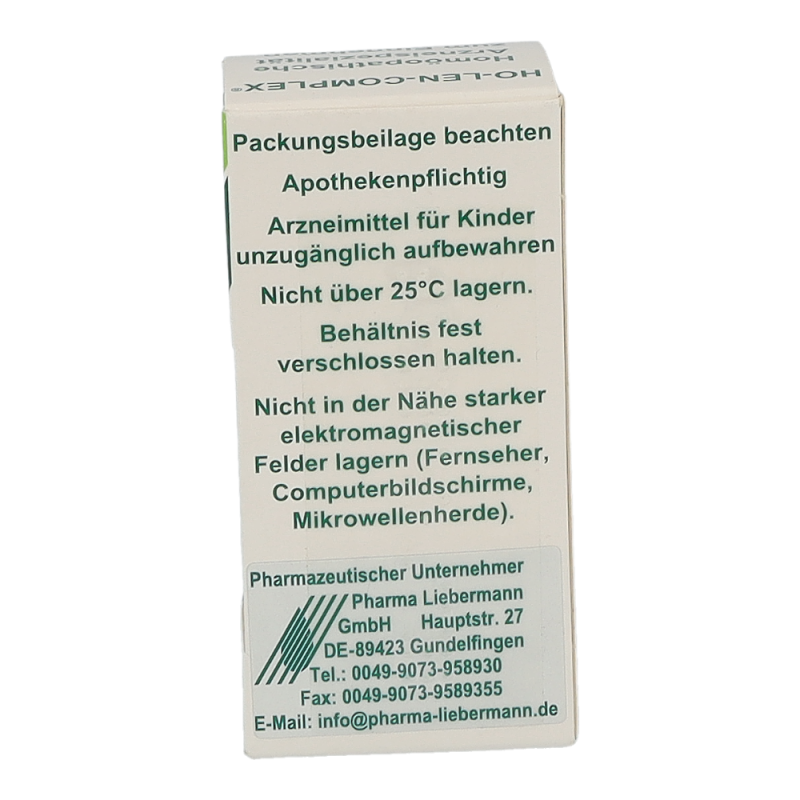 HO-LEN-COMPLEX®
Homöopathische
Arzneispezialität
zum Einnehmen
Packungsbeilage beachten
Apothekenpflichtig
Arzneimittel für Kinder
unzugänglich aufbewahren
Nicht über 25°C lagern.
Behältnis fest
verschlossen halten.
Nicht in der Nähe starker
elektromagnetischer
Felder lagern (Fernseher,
Computerbildschirme,
Mikrowellenherde).
Pharmazeutischer Unternehmer
Pharma Liebermann
GmbH Hauptstr. 27
DE-89423 Gundelfingen
Tel.: 0049-9073-958930
Fax: 0049-9073-9589355
E-Mail: info@pharma-liebermann.de